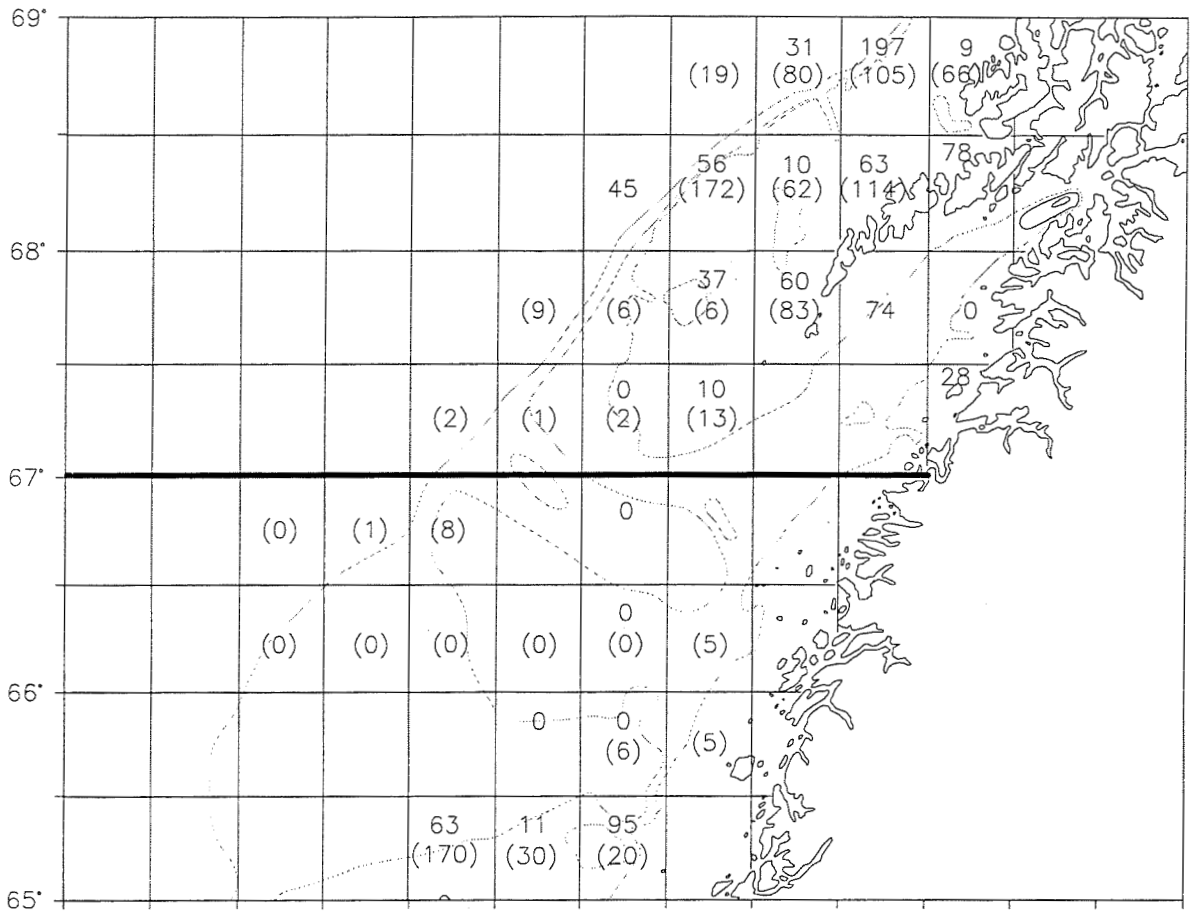 69°
31 197 9
(19) (80) (105) (66)
78
56 10 63
45 (172) (62) (114)
68°
37 60
(9) (6) (6) (83) 74 0
28
0 10
(2) (1) (2) (13)
67°
0
(0) (1) (8)
0
(0) (0) (0) (0) (0) (5)
66°
0 0
(6) (5)
63 11 95
(170) (30) (20)
65°